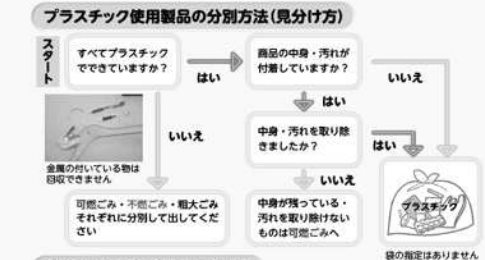 プラスチック使用製品の分別方法(見分け方)
スタート
すべてプラスチック
でできていますか?
はい
商品の中身・汚れが
付着していますか?
いいえ
はい
中身・汚れを取り除
きましたか?
はい
いいえ
いいえ
金属の付いている物は
回収できません
可燃ごみ・不燃ごみ・粗大ごみ
それぞれに分別して出してくだ
さい
中身が残っている・
汚れを取り除けない
ものは可燃ごみへ
プラスチック
袋の指定はありません